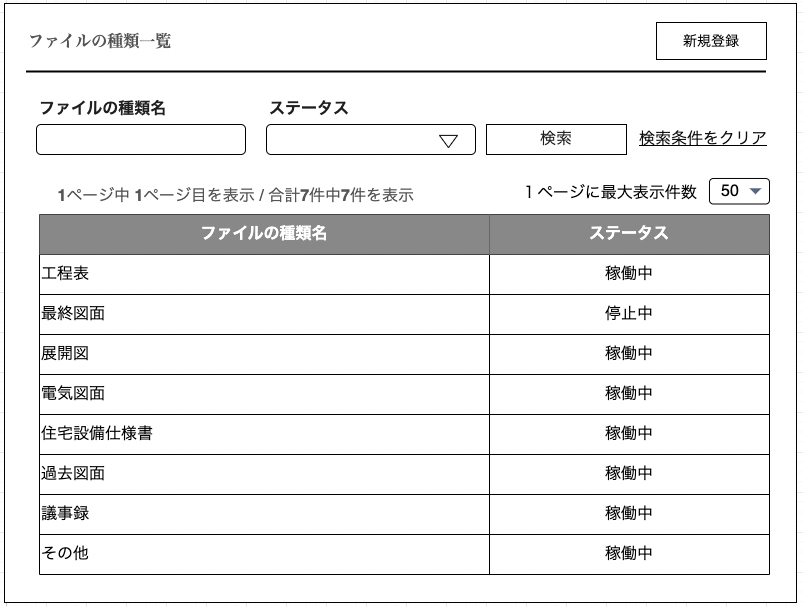 ファイルの種類一覧 新規登録
ファイルの種類名 ステータス
検索 検索条件をクリア
1ページ中 1ページ目を表示 / 合計7件中7件を表示 1 ページに最大表示件数 50
ファイルの種類名 ステータス
工程表 稼働中
最終図面 停止中
展開図 稼働中
電気図面 稼働中
住宅設備仕様書 稼働中
過去図面 稼働中
議事録 稼働中
その他 稼働中